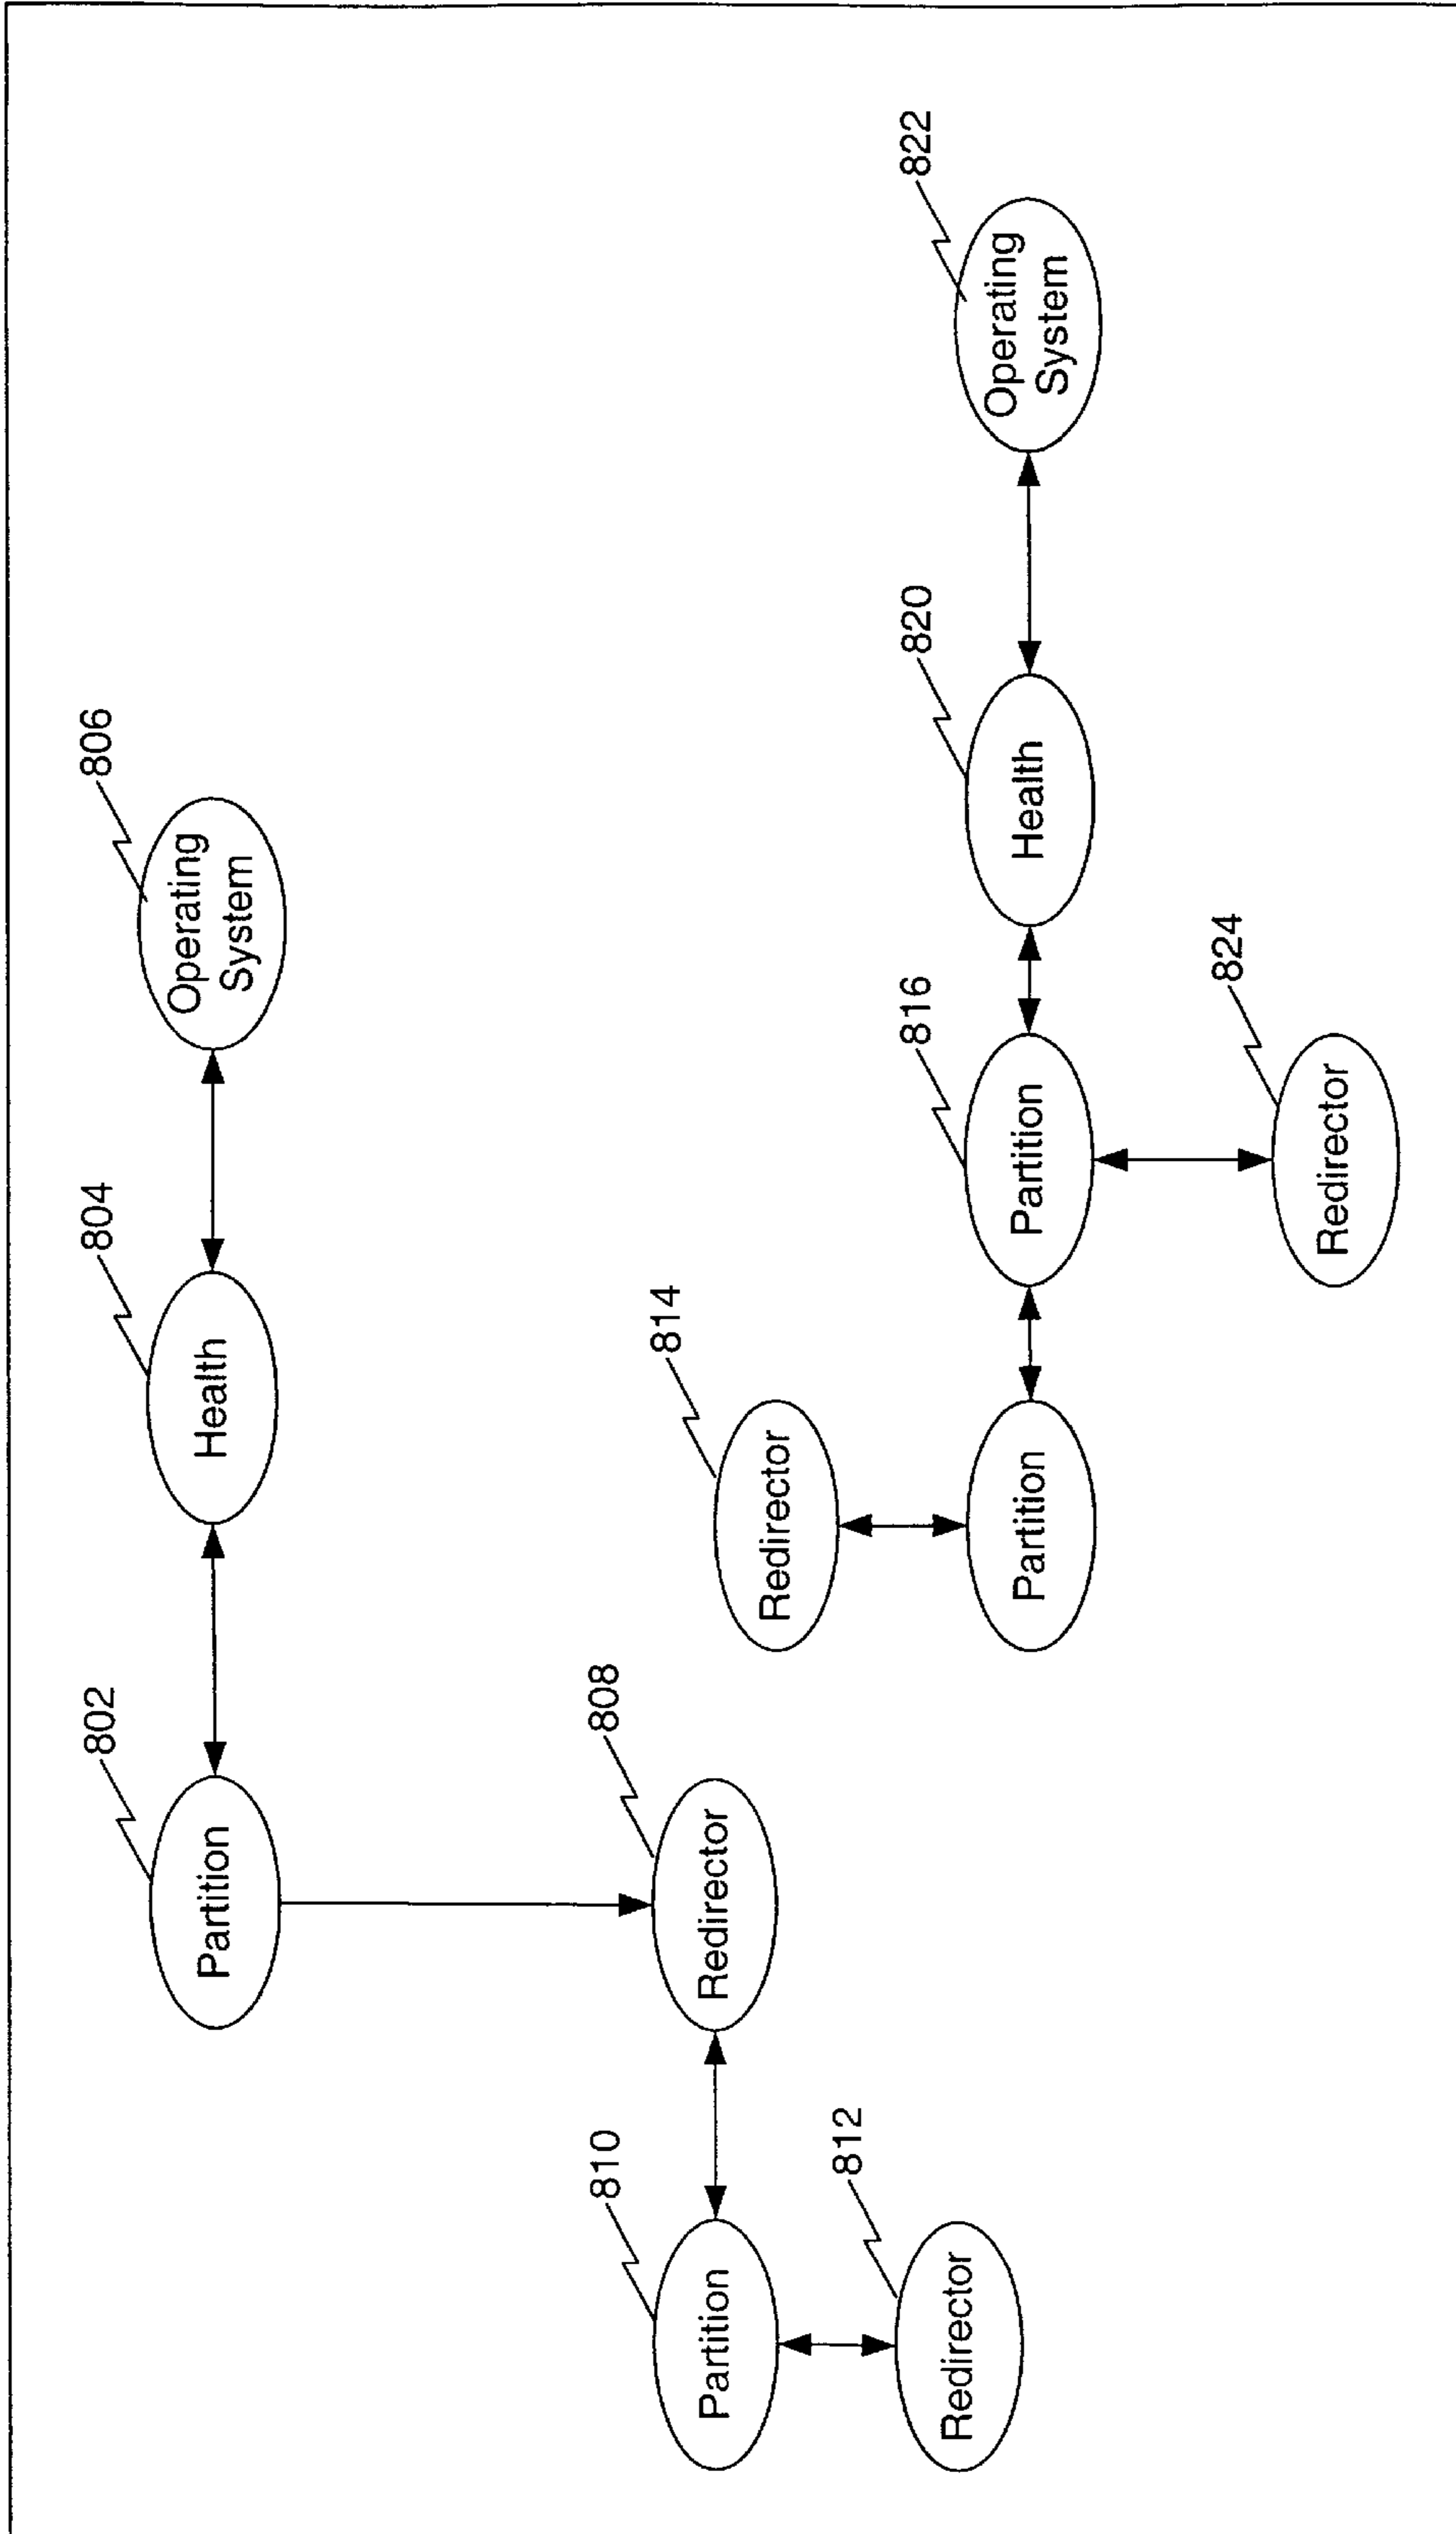 802
Partition
804
Health
806
Operating
System
808
Redirector
810
Partition
812
Redirector
814
Redirector
Partition
816
Partition
820
Health
822
Operating
System
824
Redirector